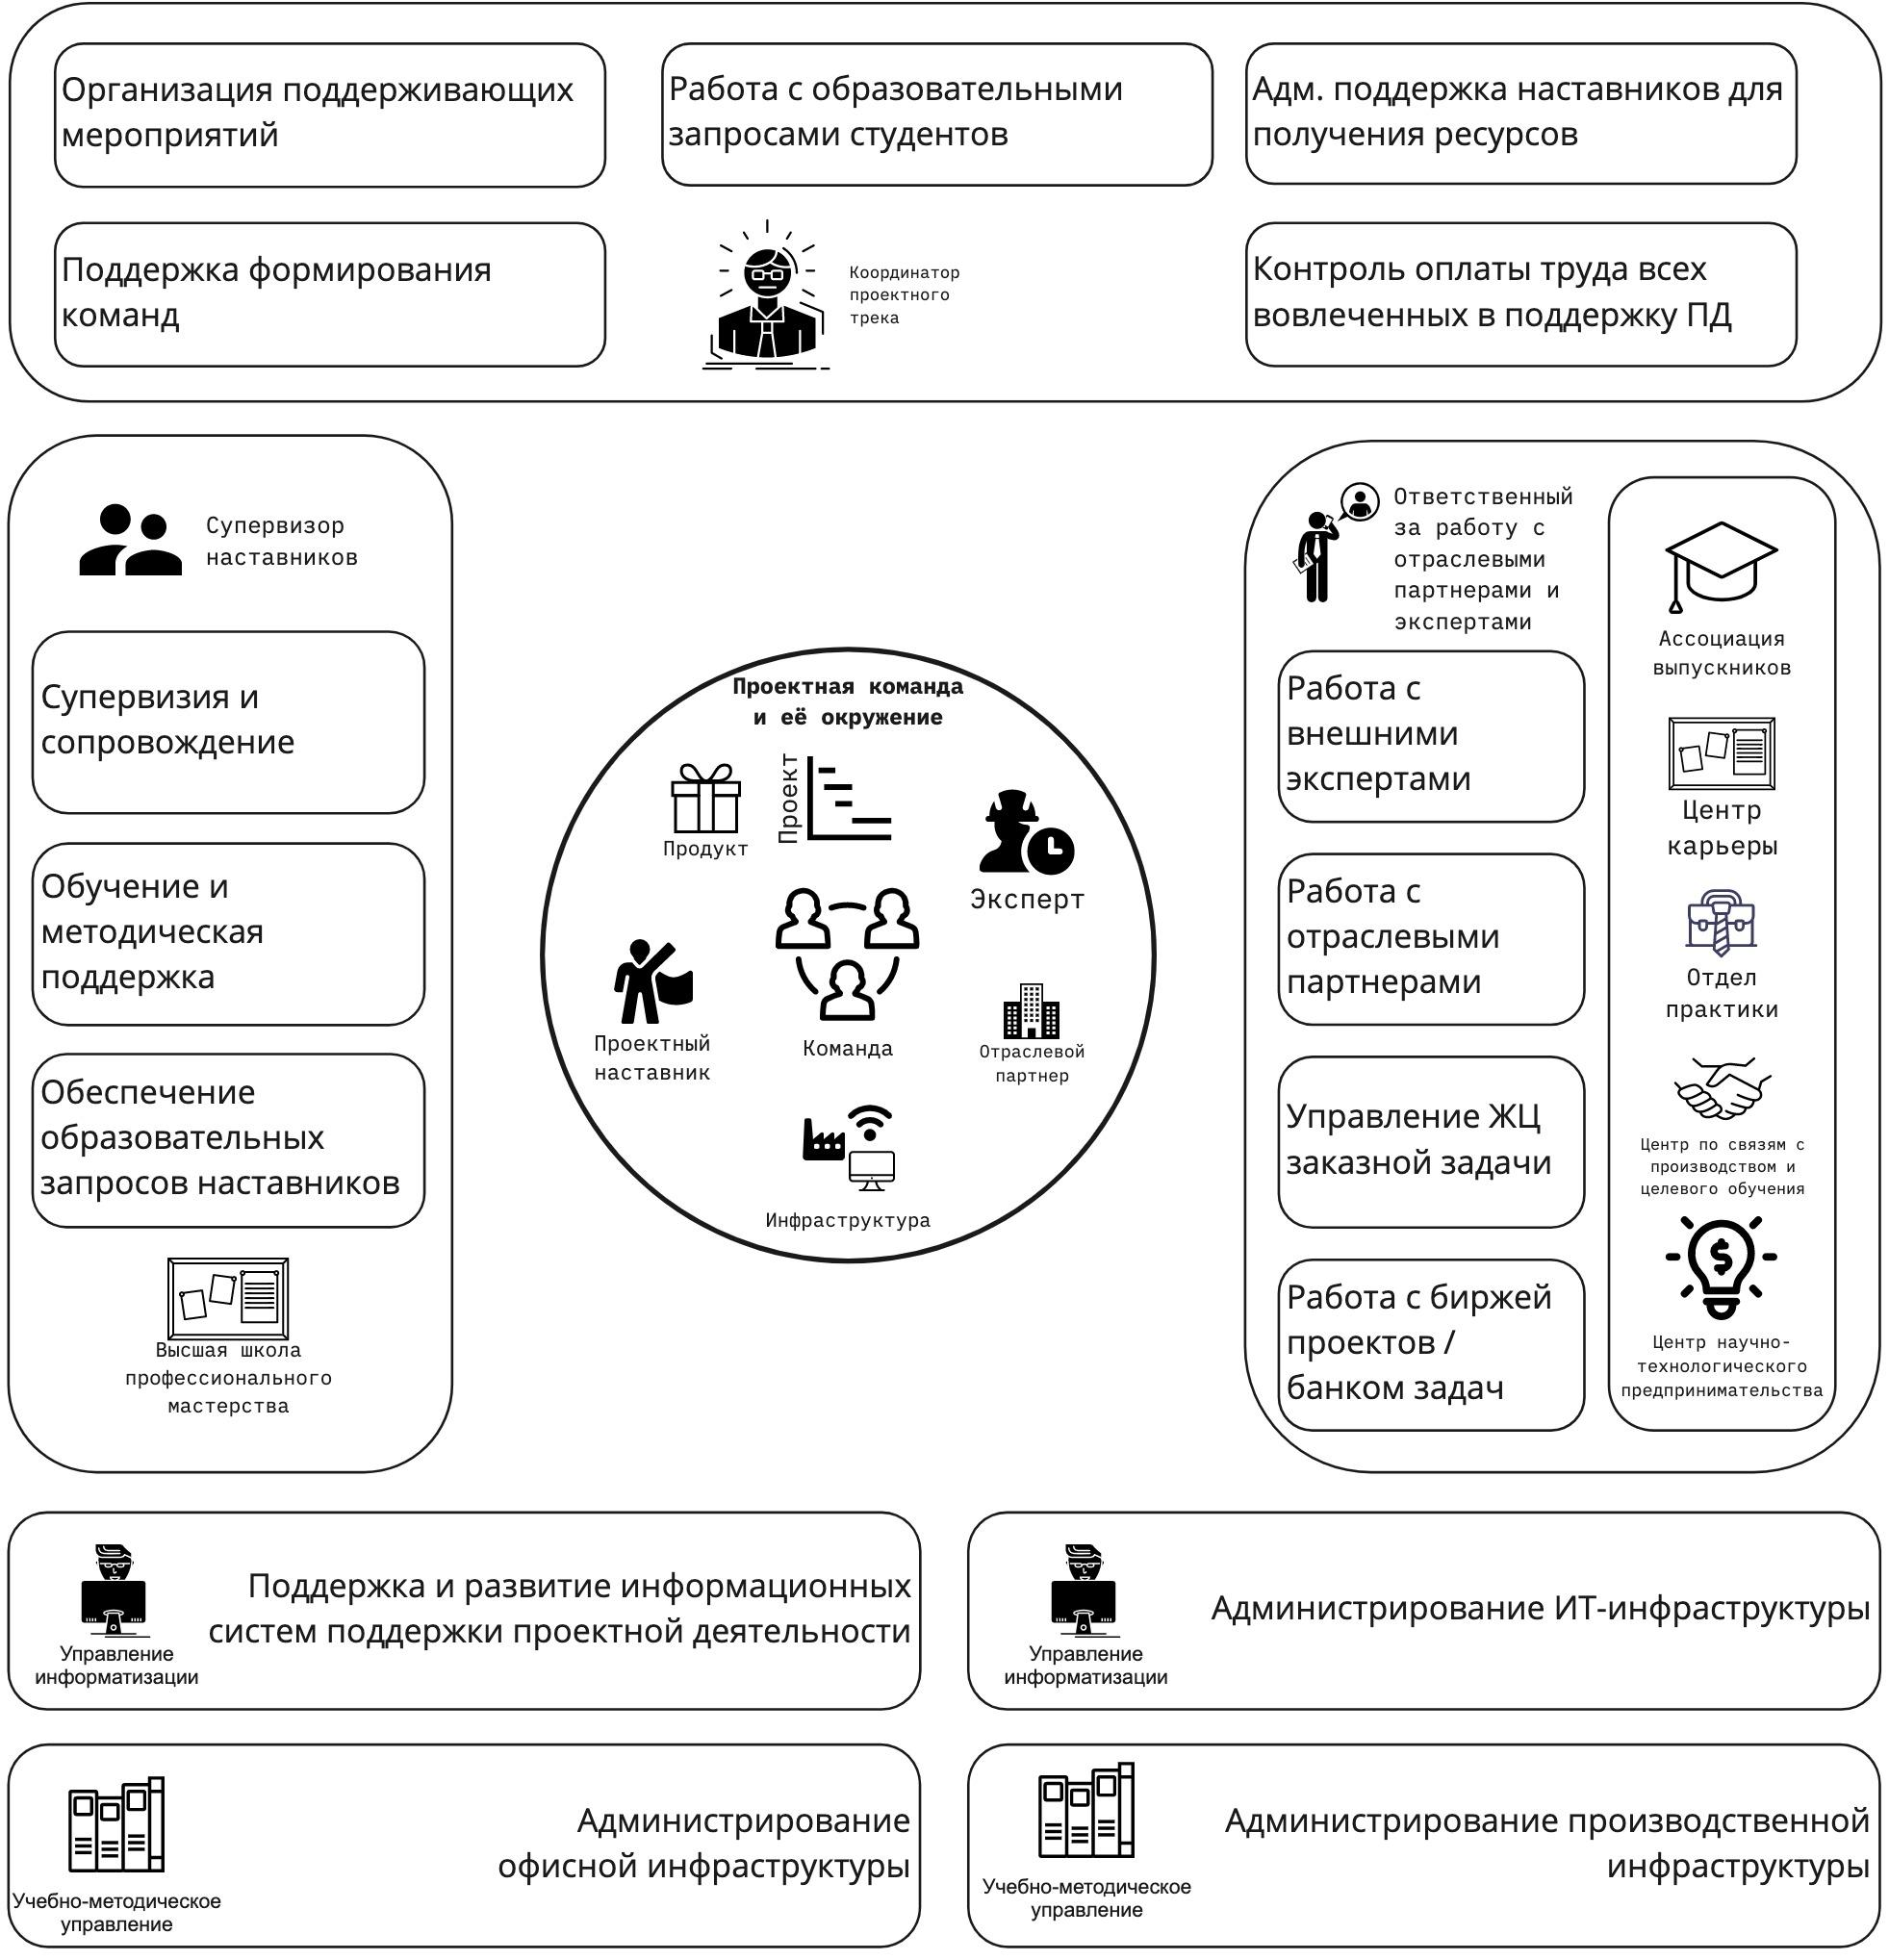 Организация поддерживающих
мероприятий
Работа с образовательными
запросами студентов
Адм. поддержка наставников для
получения ресурсов
Поддержка формирования
команд
Координатор
проектного
трека
Контроль оплаты труда всех
вовлеченных в поддержку ПД
Супервизор
наставников
Супервизия и
сопровождение
Обучение и
методическая
поддержка
Обеспечение
образовательных
запросов наставников
Высшая школа
профессионального
мастерства
Проектная команда
и её окружение
Продукт
Проект
Эксперт
Проектный
наставник
Команда
Отраслевой
партнер
Инфраструктура
Ответственный
за работу с
отраслевыми
партнерами и
экспертами
Работа с
внешними
экспертами
Работа с
отраслевыми
партнерами
Управление ЖЦ
заказной задачи
Работа с биржей
проектов /
банком задач
Ассоциация
выпускников
Центр
карьеры
Отдел
практики
Центр по связям с
производством и
целевого обучения
Центр научно-
технологического
предпринимательства
Управление
информатизации
Поддержка и развитие информационных
систем поддержки проектной деятельности
Управление
информатизации
Администрирование ИТ-инфраструктуры
Учебно-методическое
управление
Администрирование
офисной инфраструктуры
Учебно-методическое
управление
Администрирование производственной
инфраструктуры